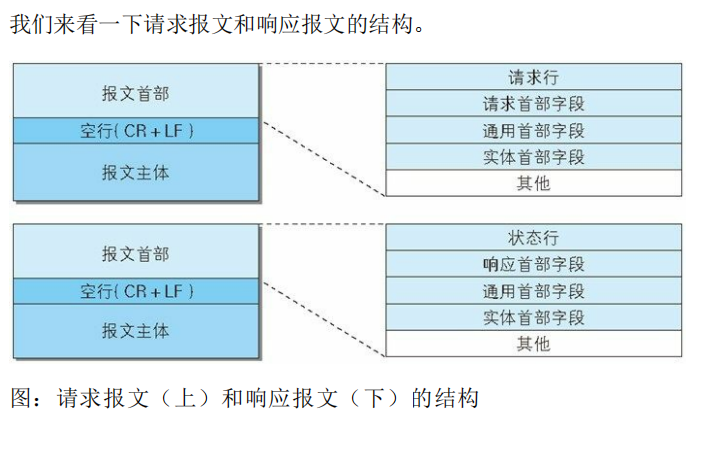 我们来看一下请求报文和响应报文的结构。
报文首部
空行(CR+LF)
报文主体
请求行
请求首部字段
通用首部字段
实体首部字段
其他
报文首部
空行(CR+LF)
报文主体
状态行
响应首部字段
通用首部字段
实体首部字段
其他
图：请求报文（上）和响应报文（下）的结构